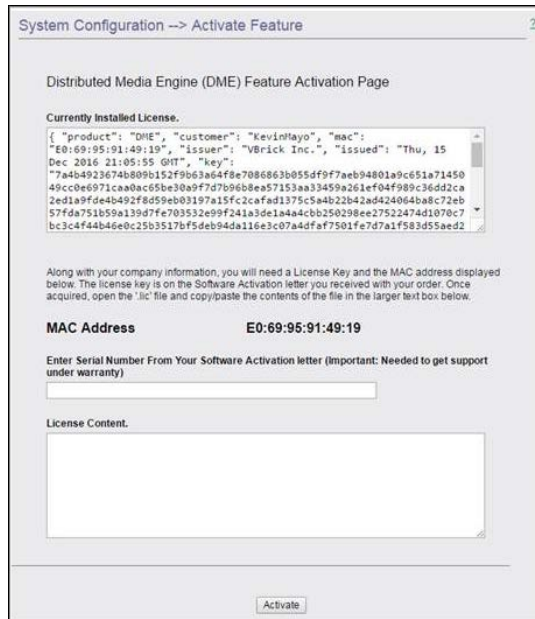 System Configuration --> Activate Feature
?
Distributed Media Engine (DME) Feature Activation Page
Currently Installed License.
{ "product": "DME", "customer": "KevinMayo", "mac":
"E0:69:95:91:49:19", "issuer": "VBrick Inc.", "issued": "Thu, 15
Dec 2016 21:05:55 GMT", "key":
"7a4b4923674b809b152f9b63a64f8e7086863b055df9f7aeb94801a9c651a71450
49cc0e6971caa0ac65be30a9f7d7b96b8ea57153aa33459a261ef04f989c36dd2ca
2ed1a9fde4b492f8d59eb03197a15fc2cafad1375c5a4b22b42ad424064ba8c72eb
57fda751b59a139d7fe703532e99f241a3de1a4a4cbb250298ee27522474d1070c7
bc3c4f44b46e0c25b3517bf5deb94da116e3c07a4dfaf7501fe7d7a1f583d55aed2
Along with your company information, you will need a License Key and the MAC address displayed
below. The license key is on the Software Activation letter you received with your order. Once
acquired, open the '.lic' file and copy/paste the contents of the file in the larger text box below.
MAC Address E0:69:95:91:49:19
Enter Serial Number From Your Software Activation letter (Important: Needed to get support
under warranty)
License Content.
Activate